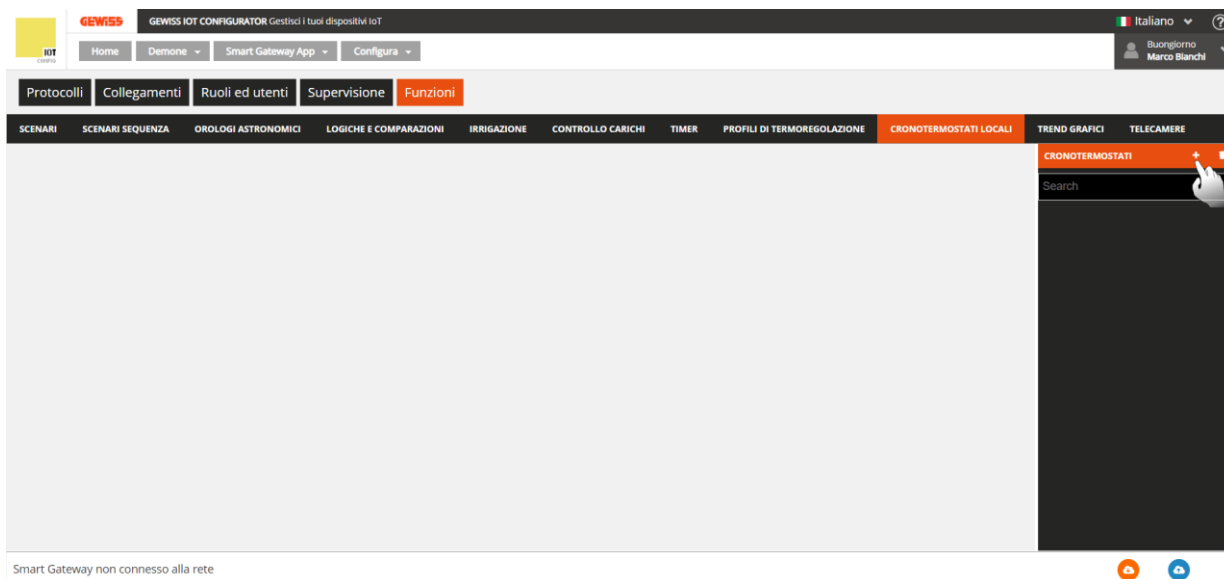 GEWISS GEWISS IOT CONFIGURATOR Gestisci i tuoi dispositivi IoT Italiano ?
IOT
CONFIG
Home Demone Smart Gateway App Configura Buongiorno
Marco Bianchi
Protocolli Collegamenti Ruoli ed utenti Supervisione Funzioni
SCENARI SCENARI SEQUENZA OROLOGI ASTRONOMICI LOGICHE E COMPARAZIONI IRRIGAZIONE CONTROLLO CARICHI TIMER PROFILI DI TERMOREGOLAZIONE CRONOTERMOSTATI LOCALI TREND GRAFICI TELECAMERE
CRONOTERMOSTATI +
Search
Smart Gateway non connesso alla rete